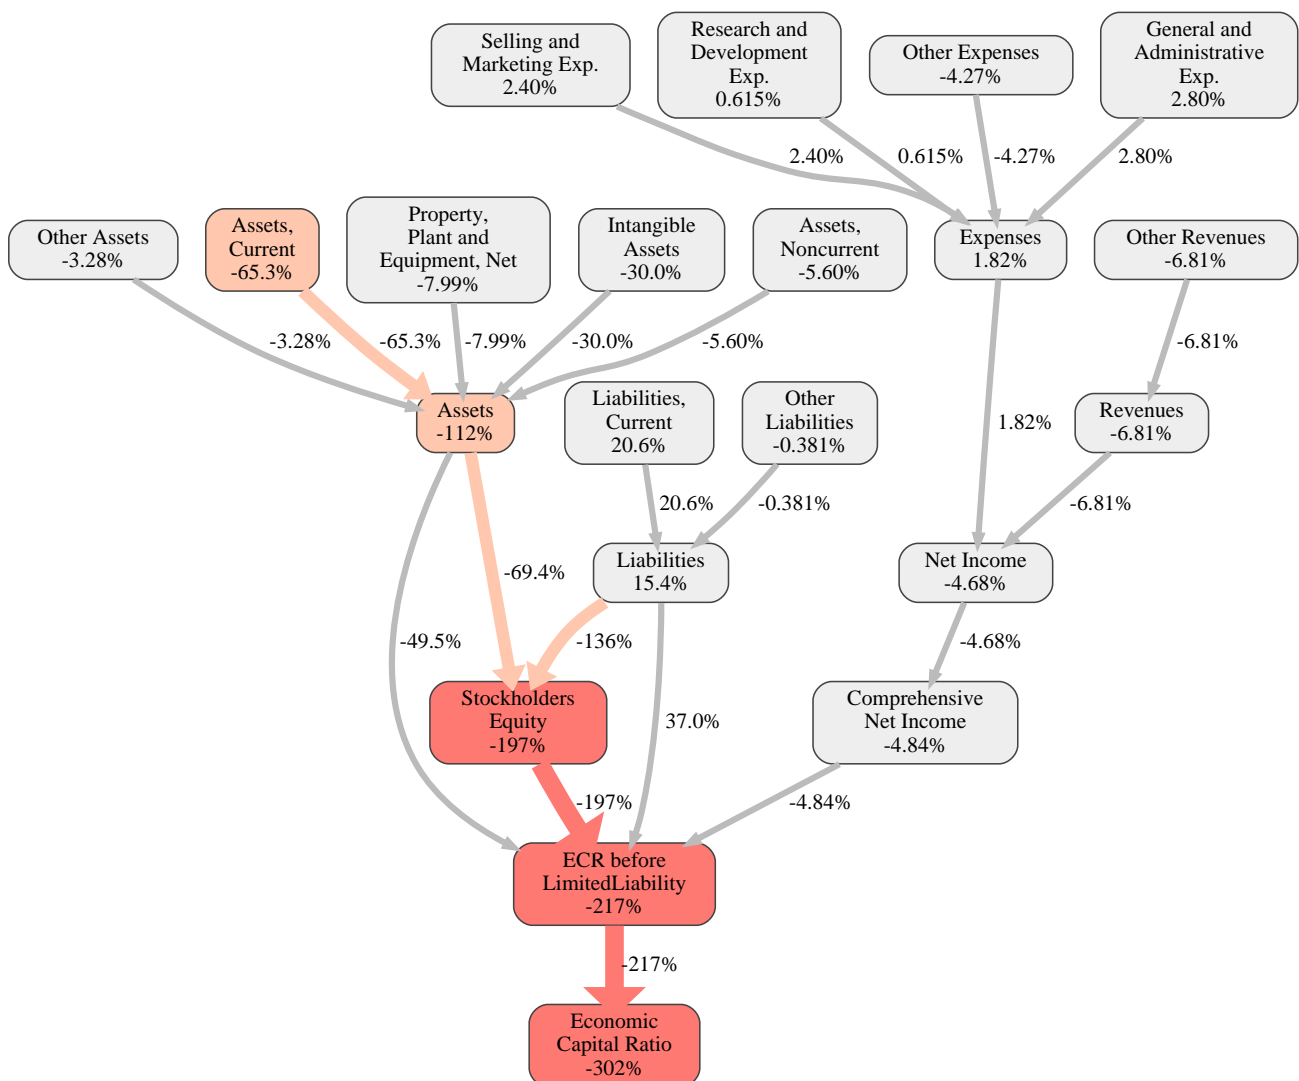 Selling and
Marketing Exp.
2.40%
Research and
Development
Exp.
0.615%
Other Expenses
-4.27%
General and
Administrative
Exp.
2.80%
2.40%
0.615%
-4.27%
2.80%
Other Assets
-3.28%
Assets,
Current
-65.3%
Property,
Plant and
Equipment, Net
-7.99%
Intangible
Assets
-30.0%
Assets,
Noncurrent
-5.60%
Expenses
1.82%
Other Revenues
-6.81%
-3.28%
-65.3%
-7.99%
-30.0%
-5.60%
-6.81%
Assets
-112%
Liabilities,
Current
20.6%
Other
Liabilities
-0.381%
1.82%
Revenues
-6.81%
20.6%
-0.381%
-6.81%
-69.4%
Liabilities
15.4%
Net Income
-4.68%
-49.5%
-136%
-4.68%
Stockholders
Equity
-197%
37.0%
Comprehensive
Net Income
-4.84%
-197%
-4.84%
ECR before
LimitedLiability
-217%
-217%
Economic
Capital Ratio
-302%